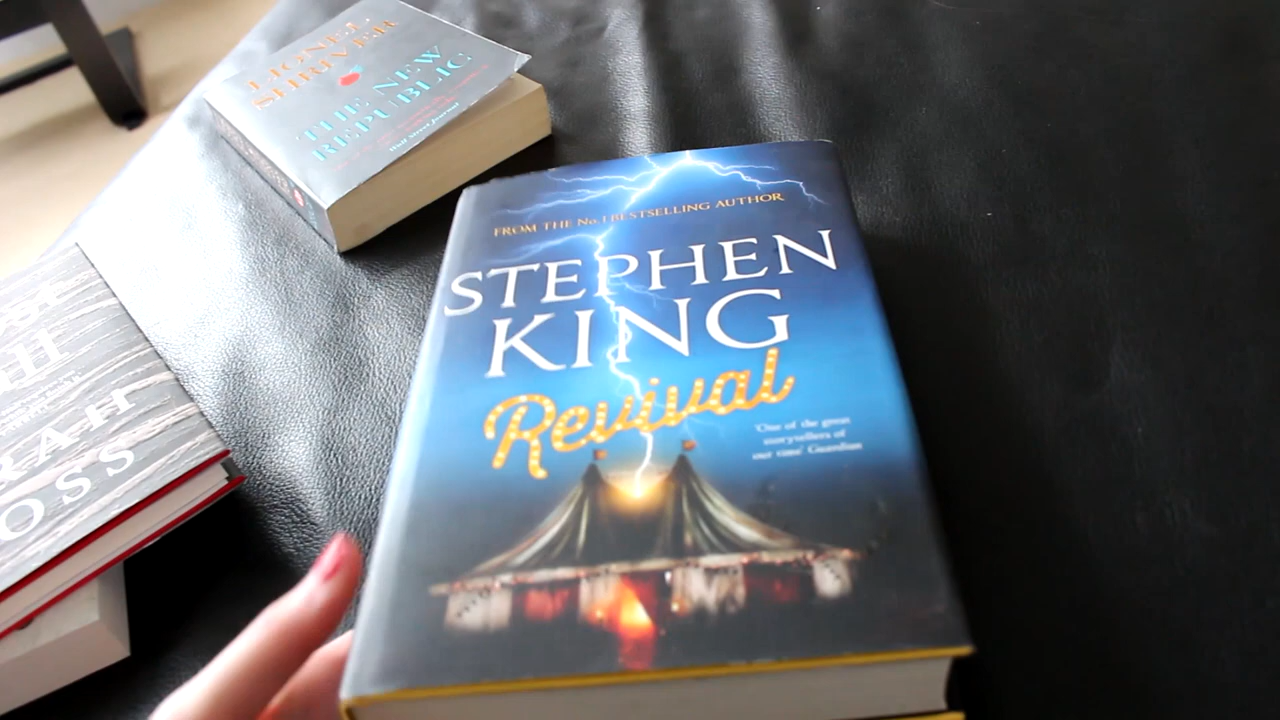 LIONEL
SHRIVER
THE NEW
REPUBLIC
FROM THE No.1 BESTSELLING AUTHOR
STEPHEN
KING
Revival
'One of the great
storytellers of
our time' Guardian
OSS